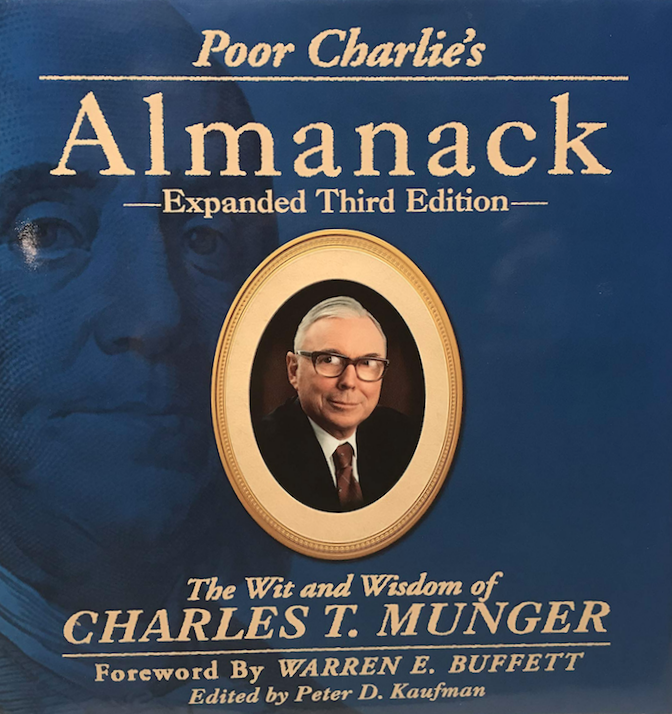 Poor Charlie's
Almanack
Expanded Third Edition
The Wit and Wisdom of
CHARLES T. MUNGER
Foreword By WARREN E. BUFFETT
Edited by Peter D. Kaufman